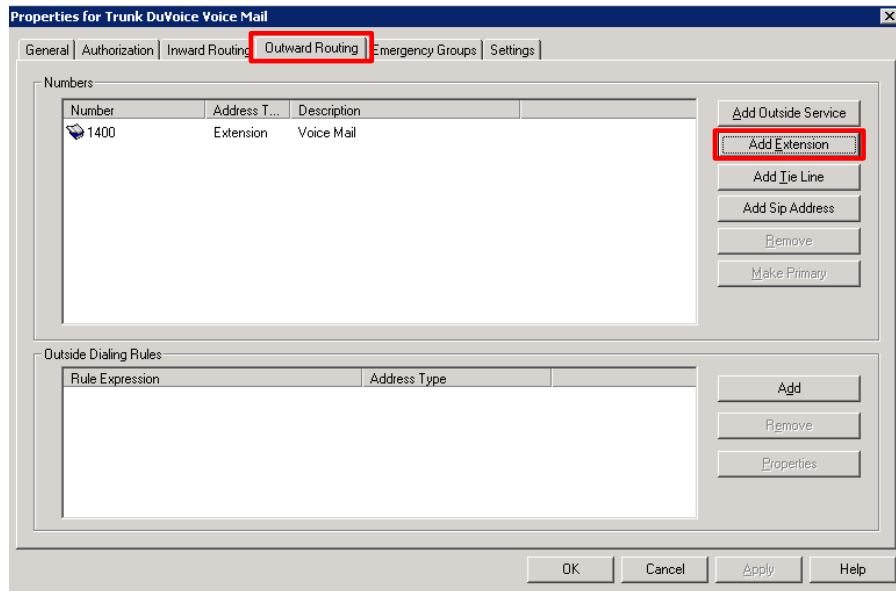 Properties for Trunk DuVoice Voice Mail
General Authorization Inward Routing Outward Routing Emergency Groups Settings
Numbers
Number Address T... Description
1400 Extension Voice Mail
Add Outside Service
Add Extension
Add Tie Line
Add Sip Address
Remove
Make Primary
Outside Dialing Rules
Rule Expression Address Type
Add
Remove
Properties
OK Cancel Apply Help